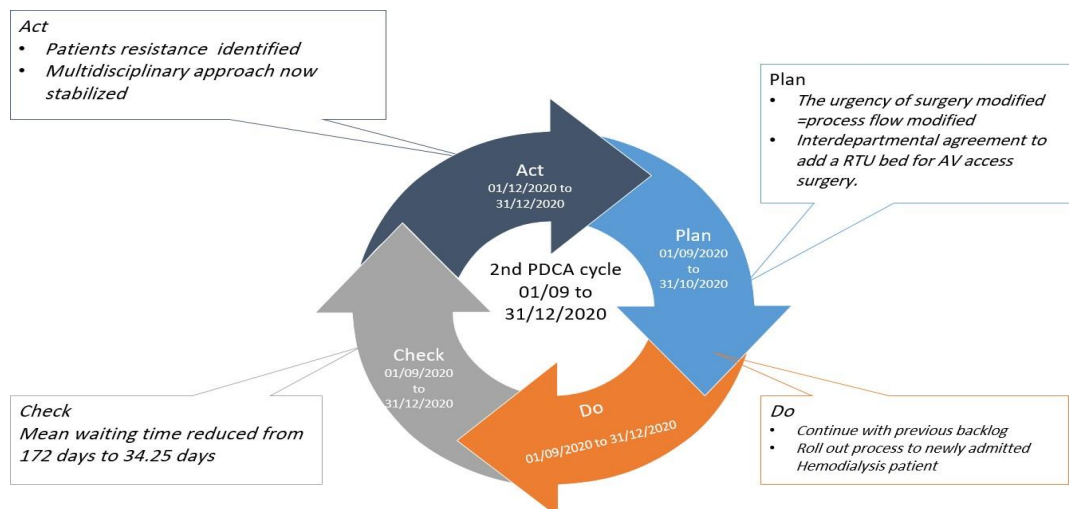 Act
• Patients resistance identified
• Multidisciplinary approach now
stabilized
Plan
• The urgency of surgery modified
=process flow modified
• Interdepartmental agreement to
add a RTU bed for AV access
surgery.
Act
01/12/2020 to
31/12/2020
Plan
01/09/2020
to
31/10/2020
2nd PDCA cycle
01/09 to
31/12/2020
Check
01/09/2020
to
31/12/2020
Do
01/09/2020 to 31/12/2020
Check
Mean waiting time reduced from
172 days to 34.25 days
Do
• Continue with previous backlog
• Roll out process to newly admitted
Hemodialysis patient